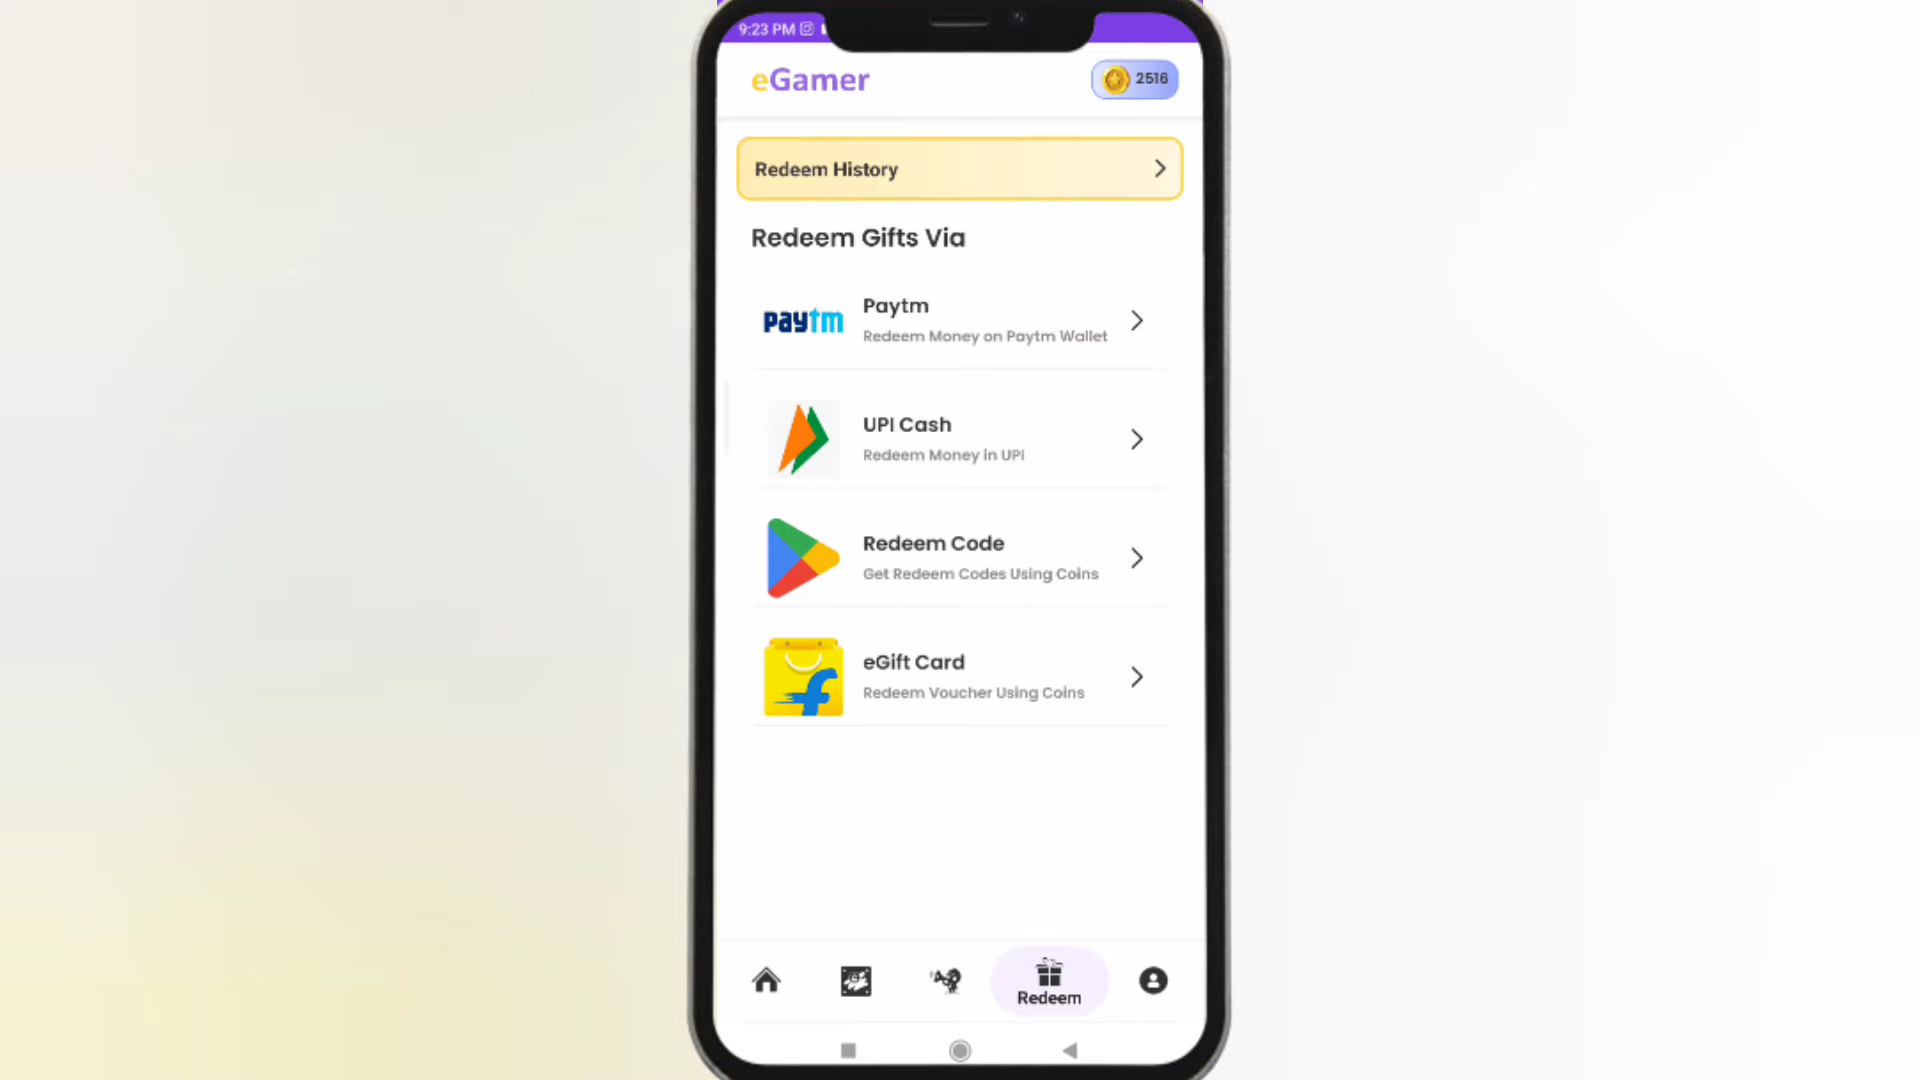 9:23 PM
eGamer
2516
Redeem History
Redeem Gifts Via
paytm
Paytm
Redeem Money on Paytm Wallet
UPI Cash
Redeem Money in UPI
Redeem Code
Get Redeem Codes Using Coins
f
eGift Card
Redeem Voucher Using Coins
Redeem